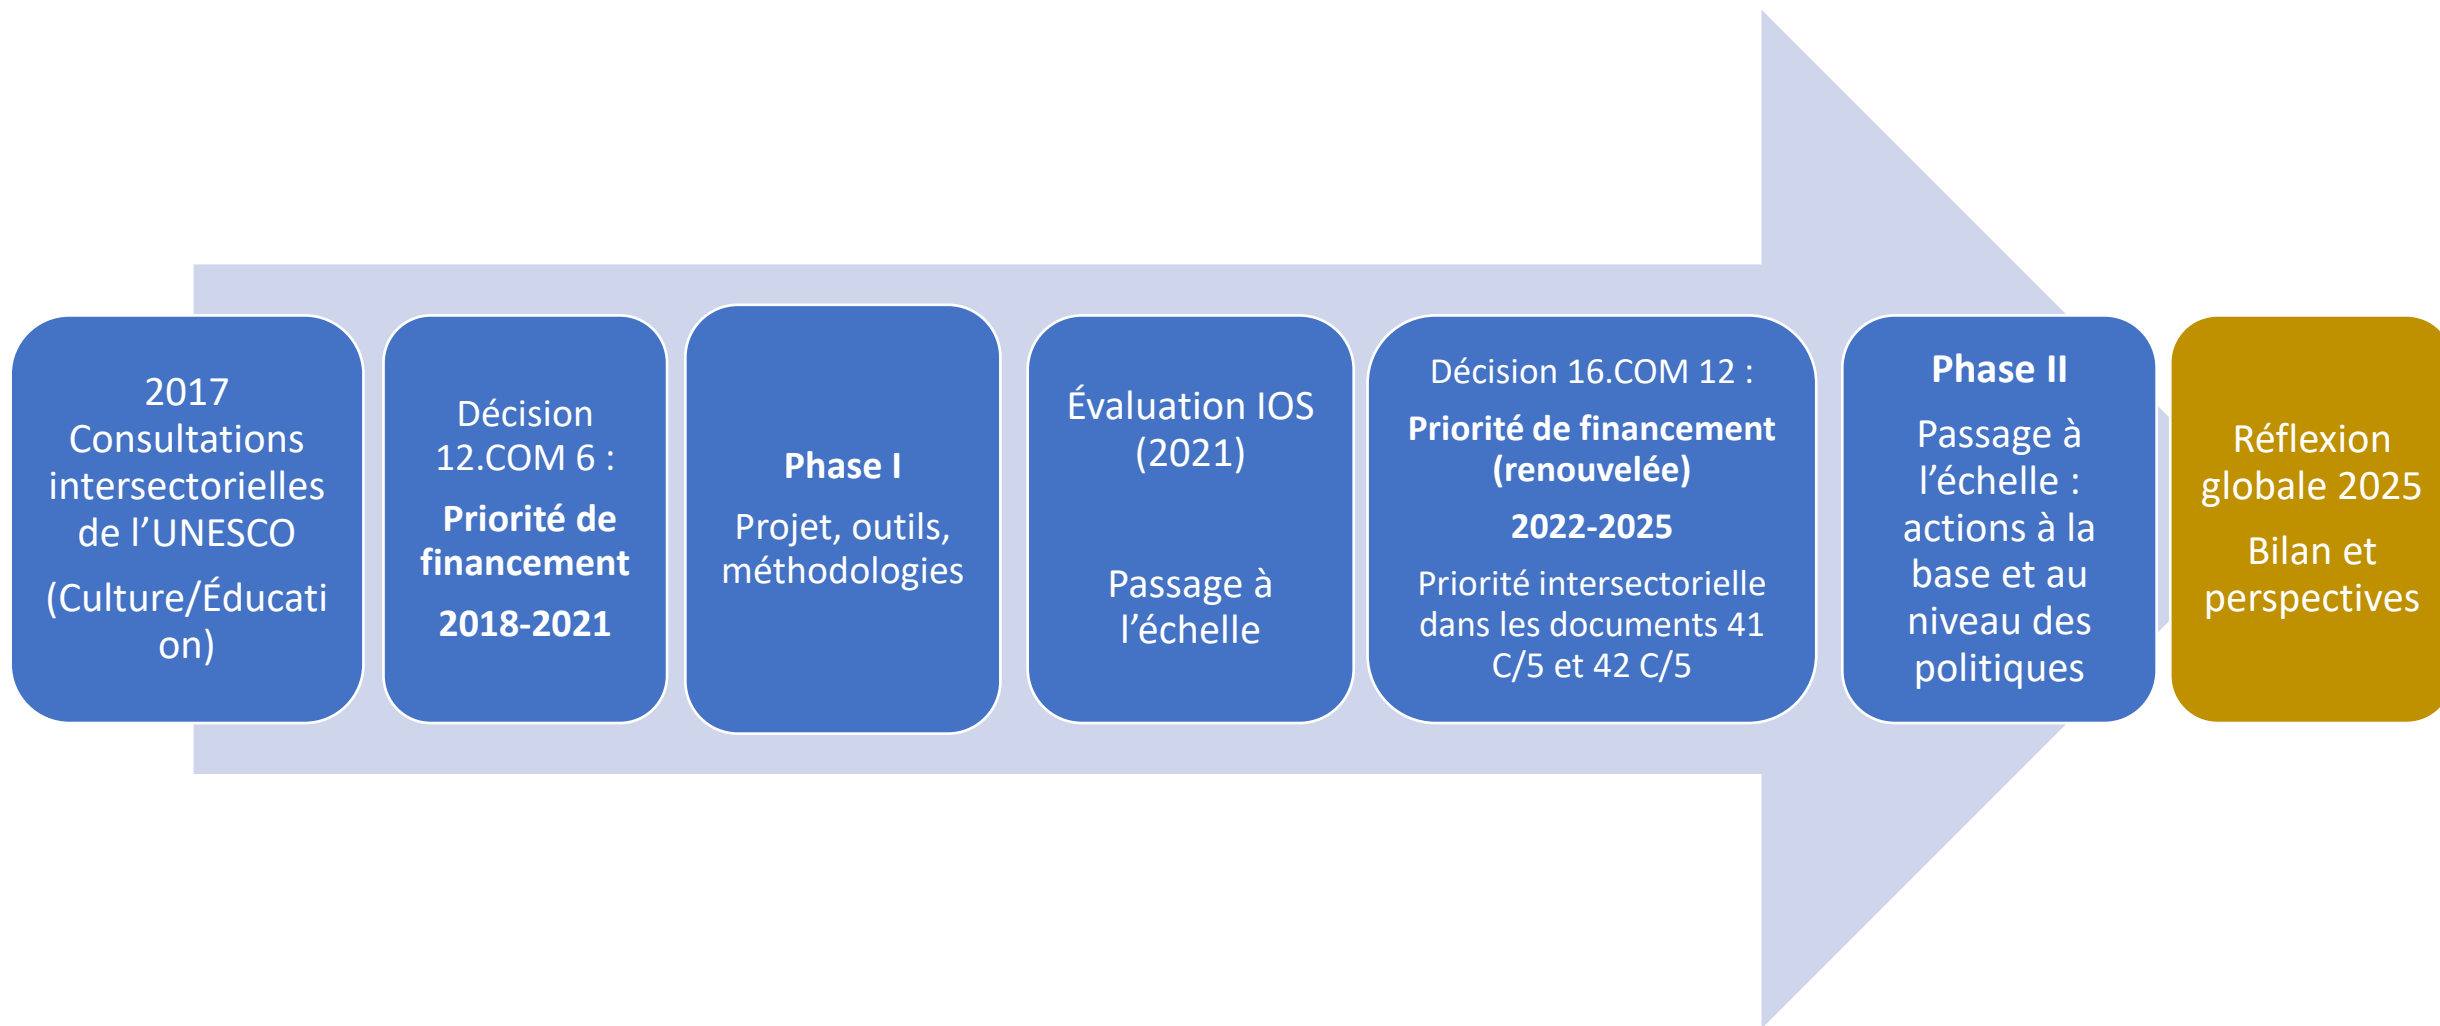 2017
Consultations
intersectorielles
de l’UNESCO
(Culture/Éducati
on)
Décision
12.COM 6 :
Priorité de
financement
2018-2021
Phase I
Projet, outils,
méthodologies
Évaluation IOS
(2021)
Passage à
l’échelle
Décision 16.COM 12 :
Priorité de financement
(renouvelée)
2022-2025
Priorité intersectorielle
dans les documents 41
C/5 et 42 C/5
Phase II
Passage à
l’échelle :
actions à la
base et au
niveau des
politiques
Réflexion
globale 2025
Bilan et
perspectives